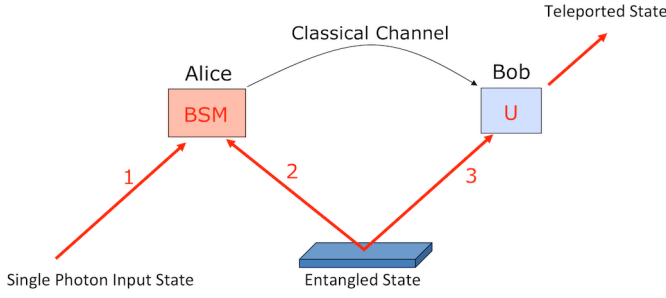 Teleported State
Classical Channel
Alice
Bob
BSM
U
1
2
3
Single Photon Input State
Entangled State